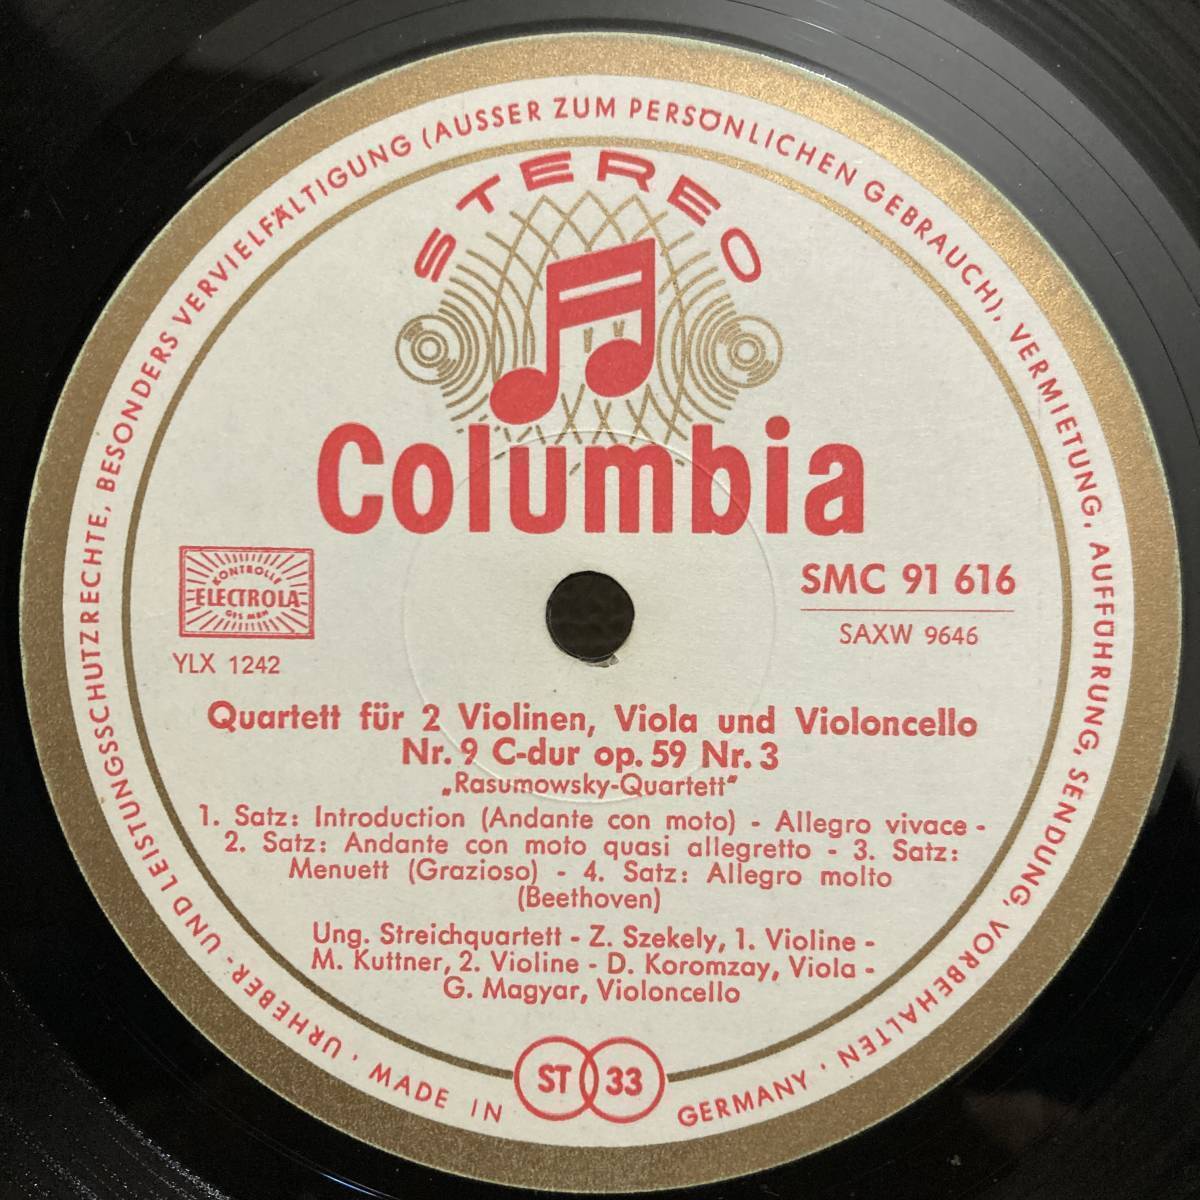 URHEBER- UND LEISTUNGSSCHUTZRECHTE, BESONDERS VERVIELFÄLTIGUNG (AUSSER ZUM PERSÖNLICHEN GEBRAUCH), VERMIETUNG, AUFFÜHRUNG, SENDUNG, VORBEHALTEN · MADE IN GERMANY ·
STEREO
Columbia
KONTROLLE
ELECTROLA
GES MBH
YLX 1242
SMC 91 616
SAXW 9646
Quartett für 2 Violinen, Viola und Violoncello
Nr. 9 C-dur op. 59 Nr. 3
„Rasumowsky-Quartett“
1. Satz: Introduction (Andante con moto) - Allegro vivace -
2. Satz: Andante con moto quasi allegretto - 3. Satz:
Menuett (Grazioso) - 4. Satz: Allegro molto
(Beethoven)
Ung. Streichquartett - Z. Szekely, 1. Violine -
M. Kuttner, 2. Violine - D. Koromzay, Viola -
G. Magyar, Violoncello
ST 33